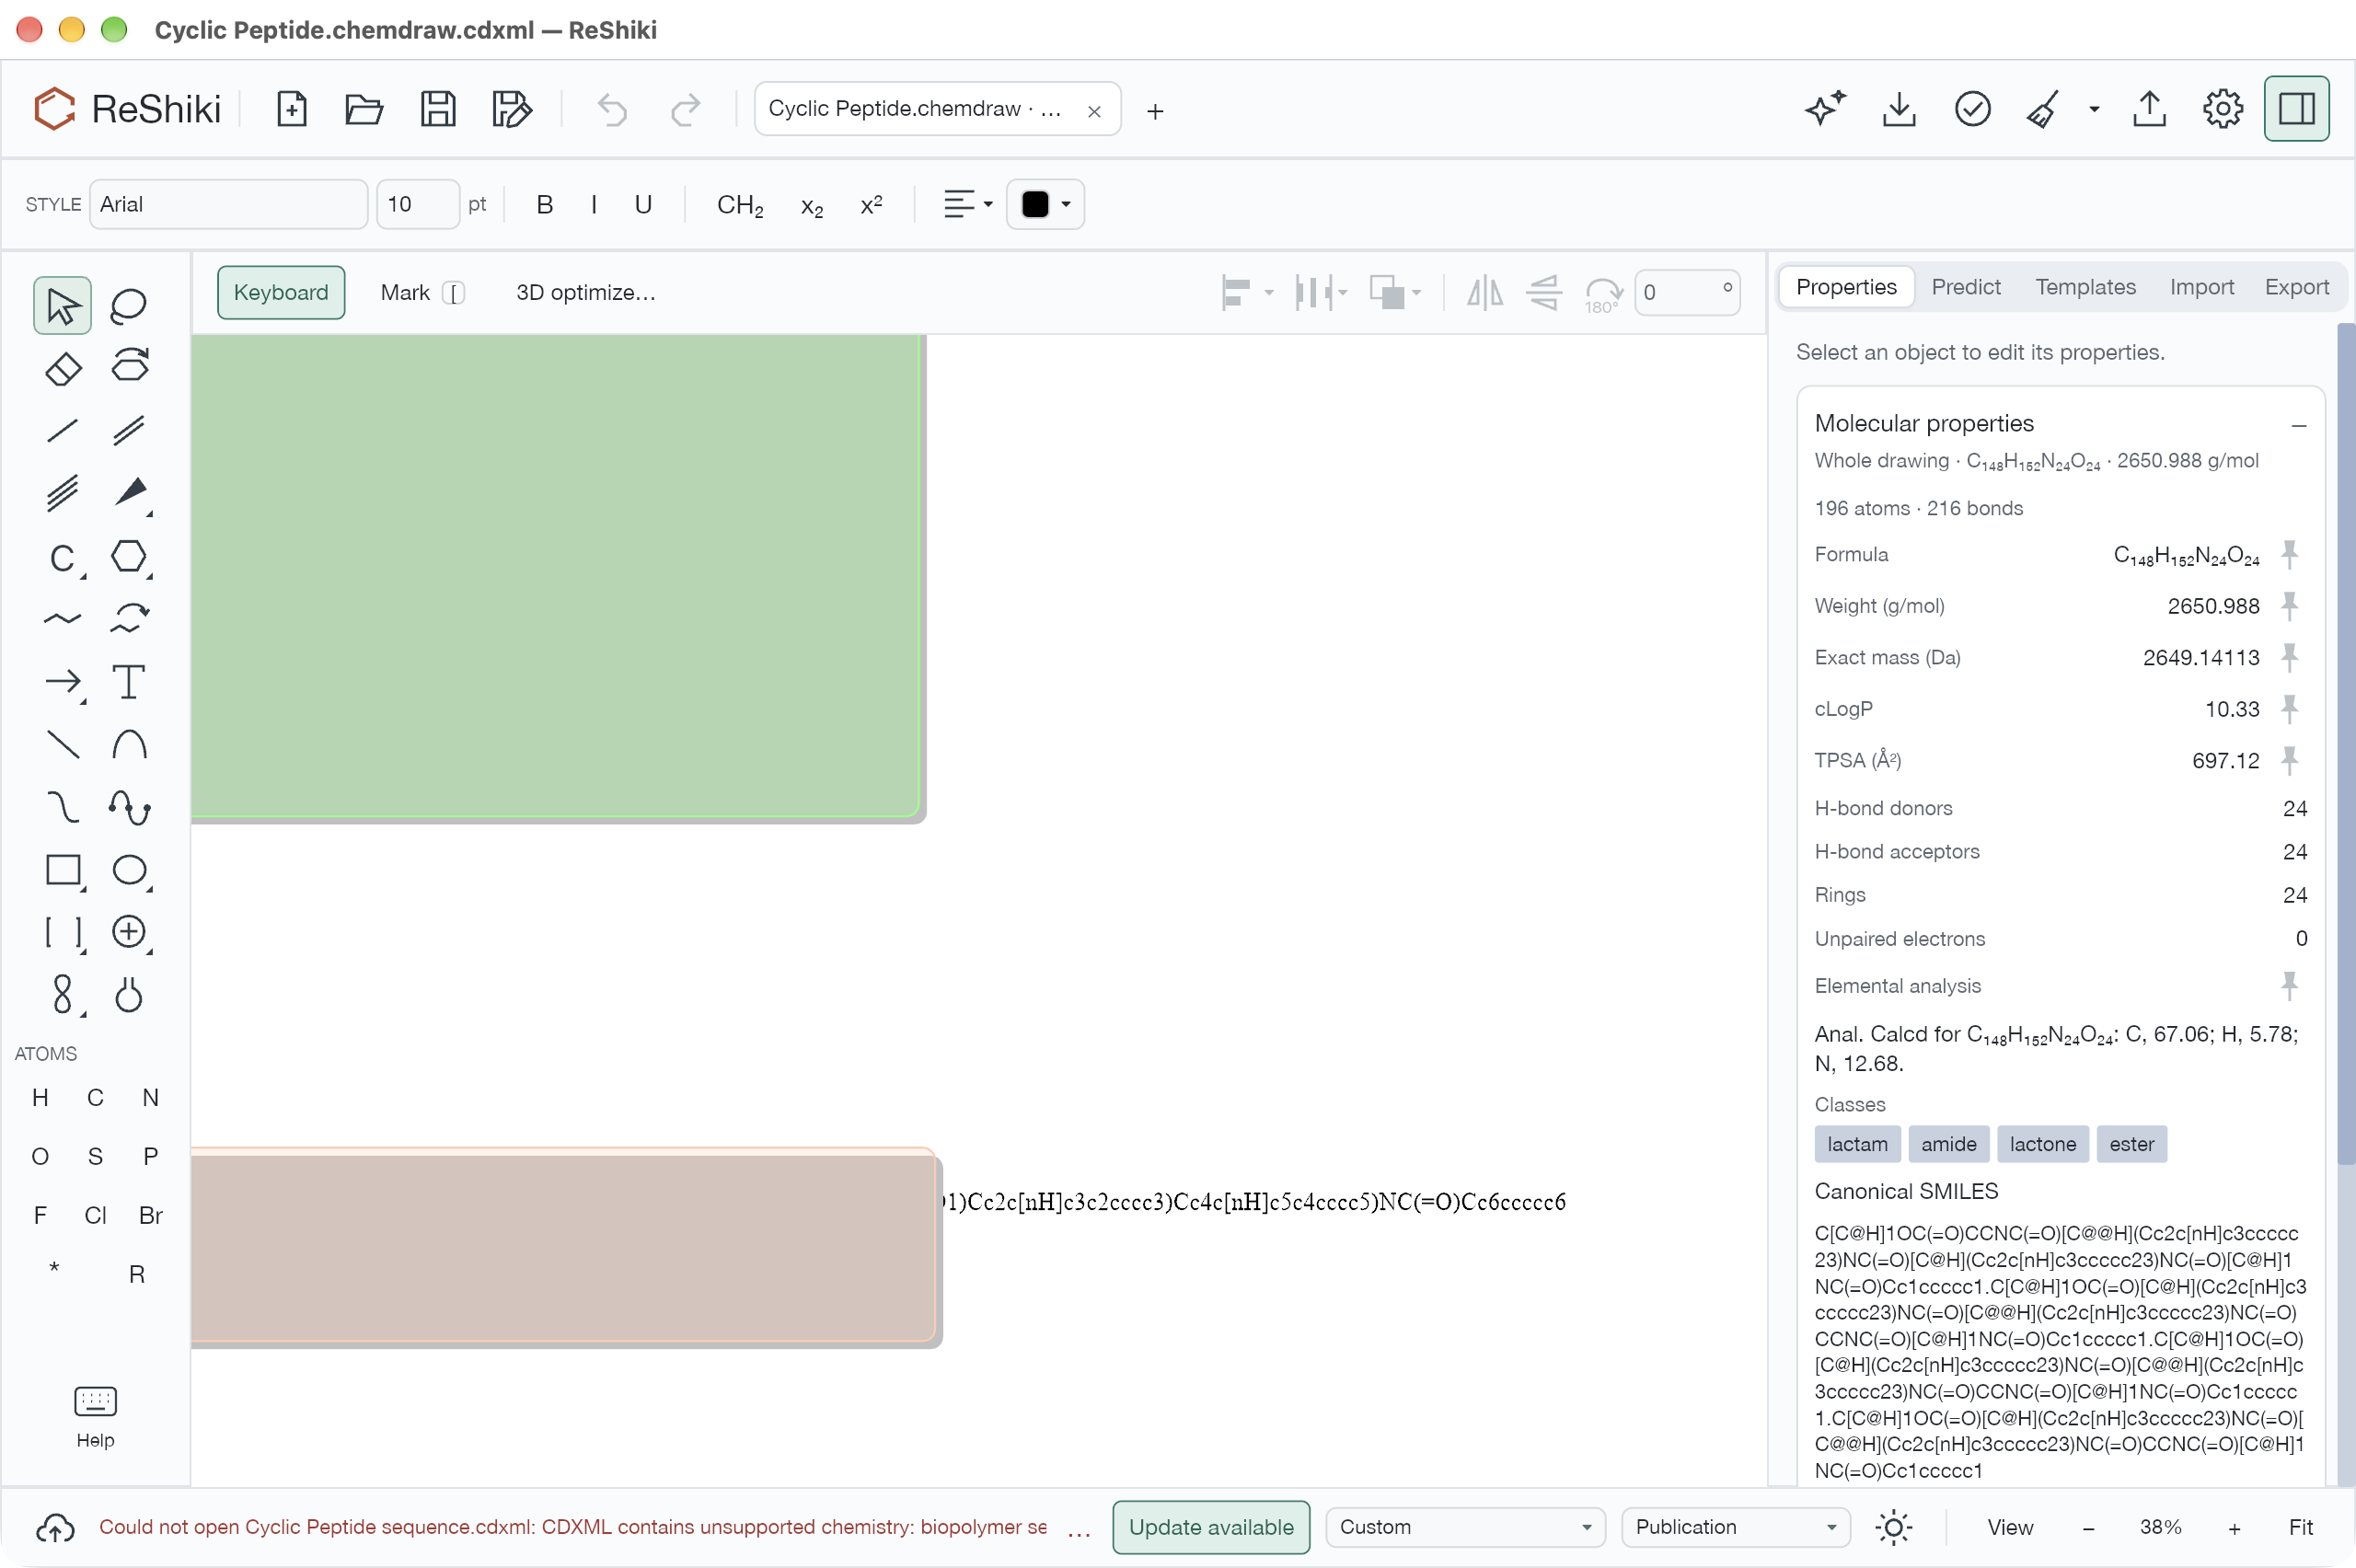 Cyclic Peptide.chemdraw.cdxml — ReShiki
ReShiki
Cyclic Peptide.chemdraw · ...
STYLE Arial 10 pt B I U CH₂ x₂ x²
Keyboard Mark [ 3D optimize... 180° 0 °
Properties Predict Templates Import Export
Select an object to edit its properties.
Molecular properties
Whole drawing · C₁₄₈H₁₅₂N₂₄O₂₄ · 2650.988 g/mol
196 atoms · 216 bonds
Formula C₁₄₈H₁₅₂N₂₄O₂₄
Weight (g/mol) 2650.988
Exact mass (Da) 2649.14113
cLogP 10.33
TPSA (Å²) 697.12
H-bond donors 24
H-bond acceptors 24
Rings 24
Unpaired electrons 0
Elemental analysis
Anal. Calcd for C₁₄₈H₁₅₂N₂₄O₂₄: C, 67.06; H, 5.78;
N, 12.68.
Classes
lactam amide lactone ester
Canonical SMILES
C[C@H]1OC(=O)CCNC(=O)[C@@H](Cc2c[nH]c3ccccc
23)NC(=O)[C@H](Cc2c[nH]c3ccccc23)NC(=O)[C@H]1
NC(=O)Cc1ccccc1.C[C@H]1OC(=O)[C@H](Cc2c[nH]c3
ccccc23)NC(=O)[C@@H](Cc2c[nH]c3ccccc23)NC(=O)
CCNC(=O)[C@H]1NC(=O)Cc1ccccc1.C[C@H]1OC(=O)
[C@H](Cc2c[nH]c3ccccc23)NC(=O)[C@@H](Cc2c[nH]c
3ccccc23)NC(=O)CCNC(=O)[C@H]1NC(=O)Cc1ccccc
1.C[C@H]1OC(=O)[C@H](Cc2c[nH]c3ccccc23)NC(=O)[
C@@H](Cc2c[nH]c3ccccc23)NC(=O)CCNC(=O)[C@H]1
NC(=O)Cc1ccccc1
C
T
1)Cc2c[nH]c3c2cccc3)Cc4c[nH]c5c4cccc5)NC(=O)Cc6ccccc6
ATOMS
H C N
O S P
F Cl Br
* R
Help
Could not open Cyclic Peptide sequence.cdxml: CDXML contains unsupported chemistry: biopolymer se ...
Update available Custom Publication View – 38% + Fit